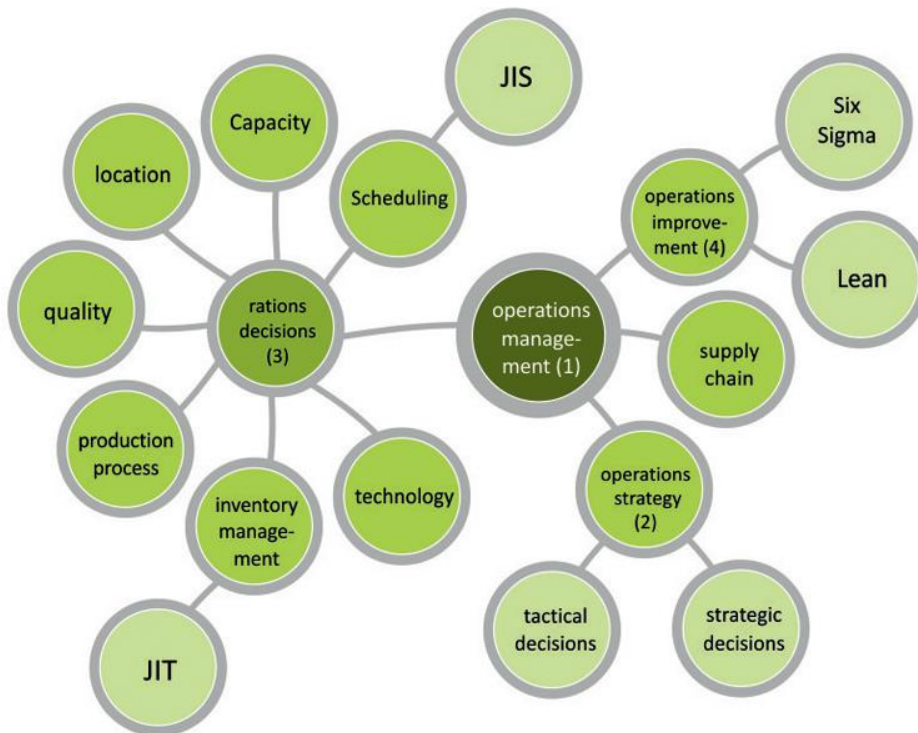 JIS
Six
Sigma
Capacity
location
Scheduling
operations
improve-
ment (4)
Lean
quality
rations
decisions
(3)
operations
manage-
ment (1)
supply
chain
production
process
inventory
manage-
ment
technology
operations
strategy
(2)
JIT
tactical
decisions
strategic
decisions